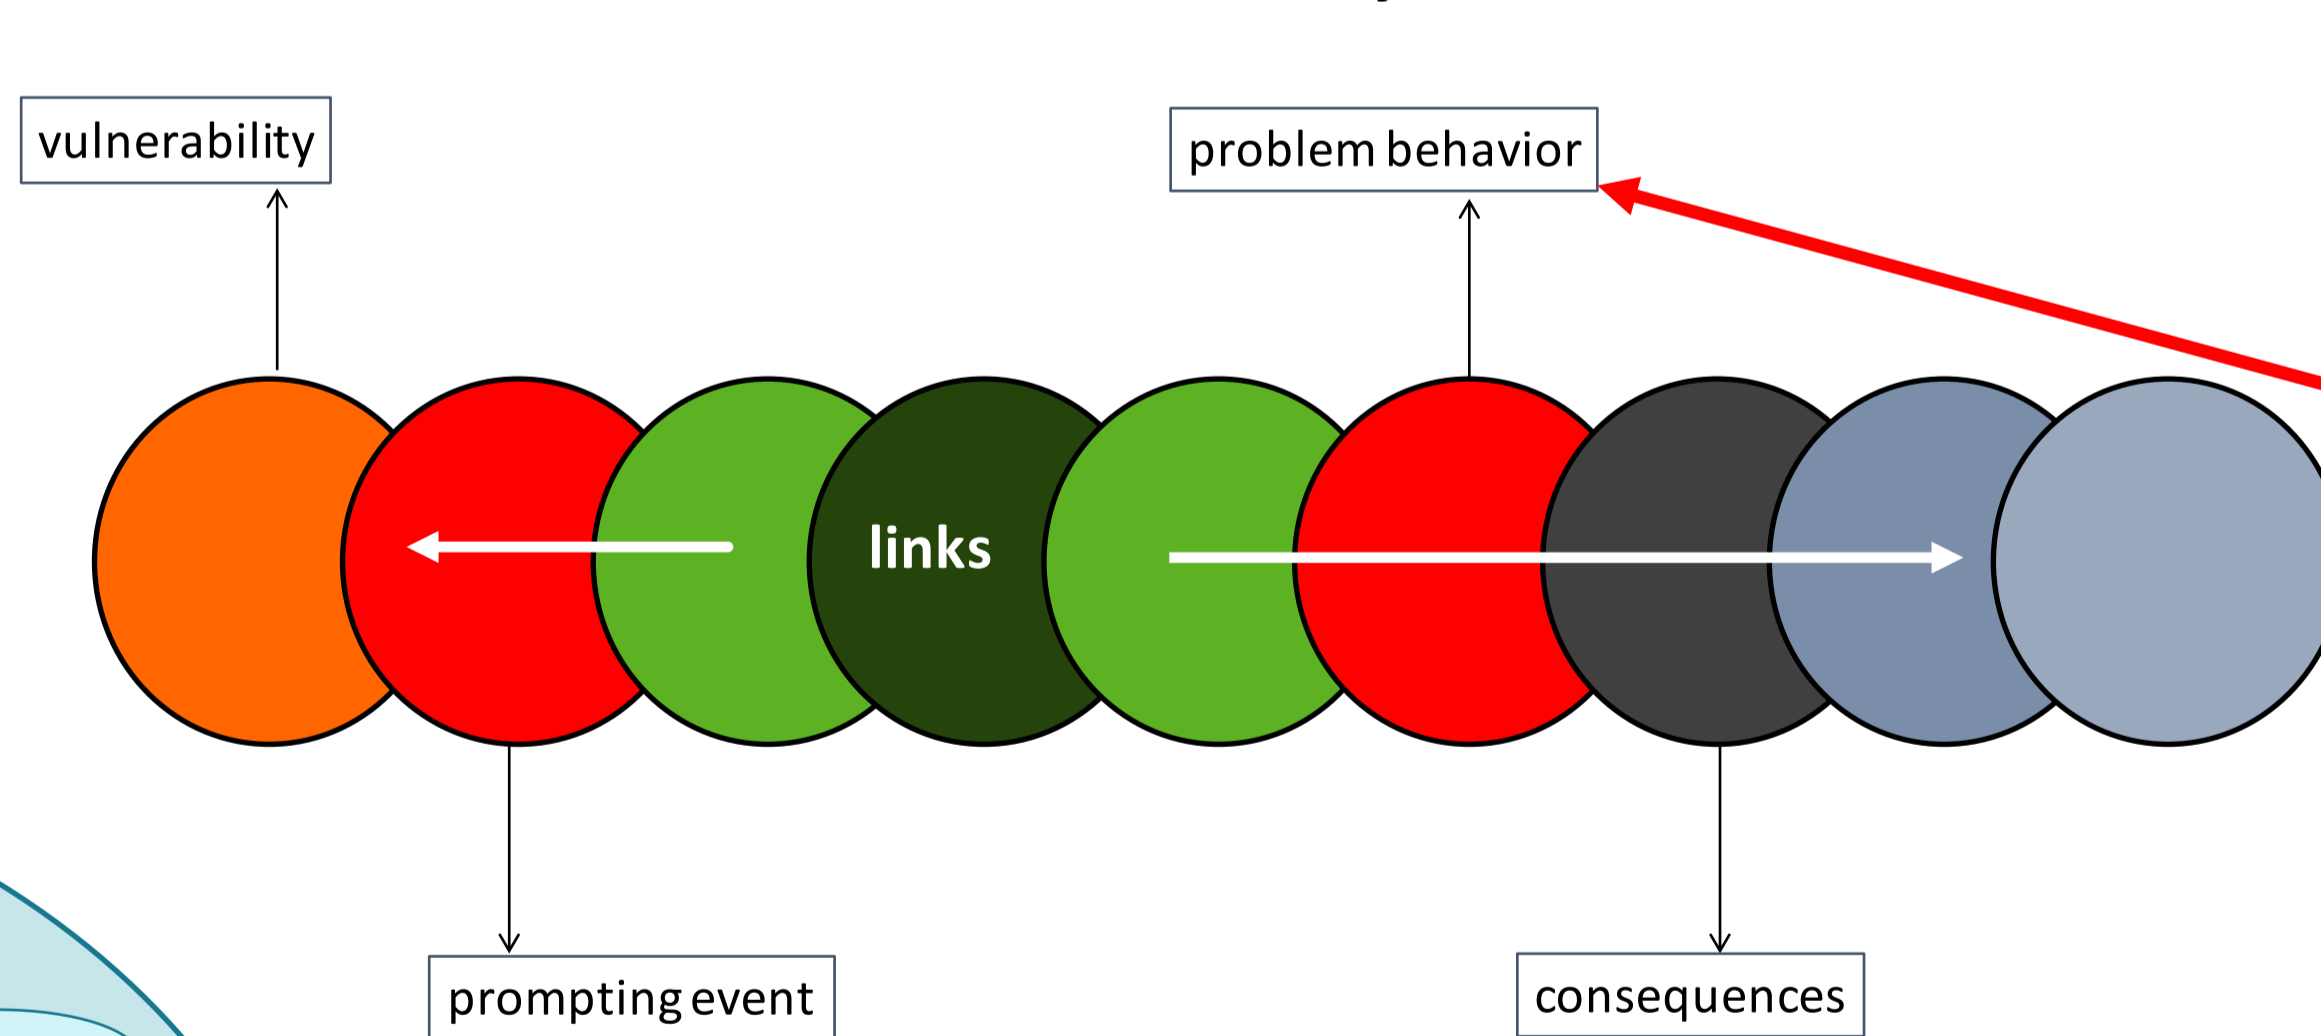 vulnerability
problem behavior
links
prompting event
consequences